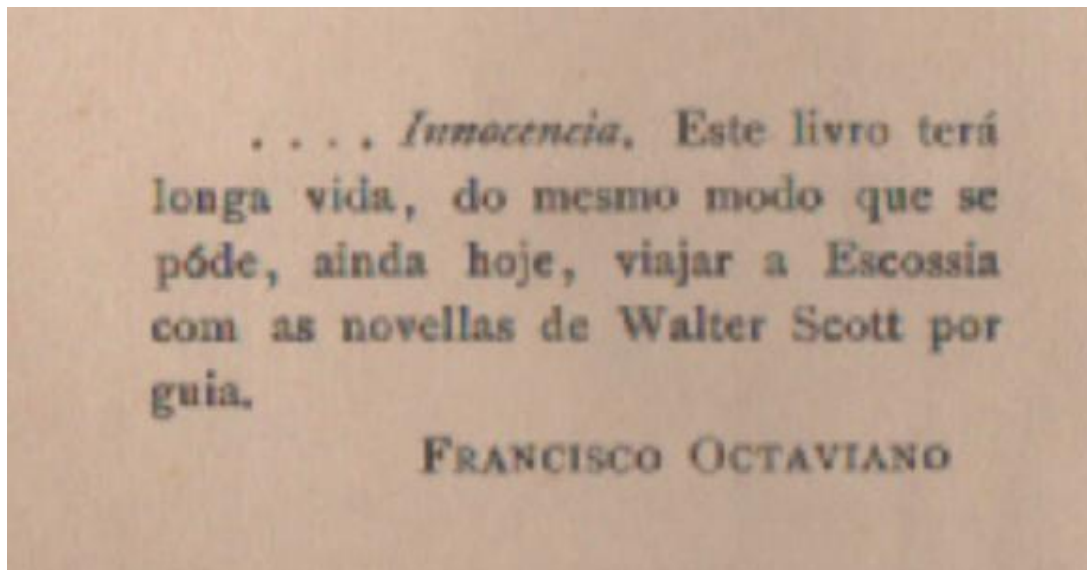 . . . . Innocencia. Este livro terá
longa vida, do mesmo modo que se
póde, ainda hoje, viajar a Escossia
com as novellas de Walter Scott por
guia.
FRANCISCO OCTAVIANO